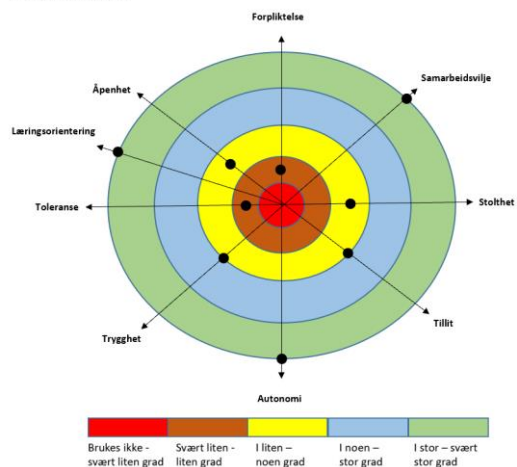 Forpliktelse
Samarbeidsvilje
Åpenhet
Læringsorientering
Toleranse
Stolthet
Trygghet
Tillit
Autonomi
Brukes ikke - svært liten grad
Svært liten - liten grad
I liten – noen grad
I noen – stor grad
I stor – svært stor grad